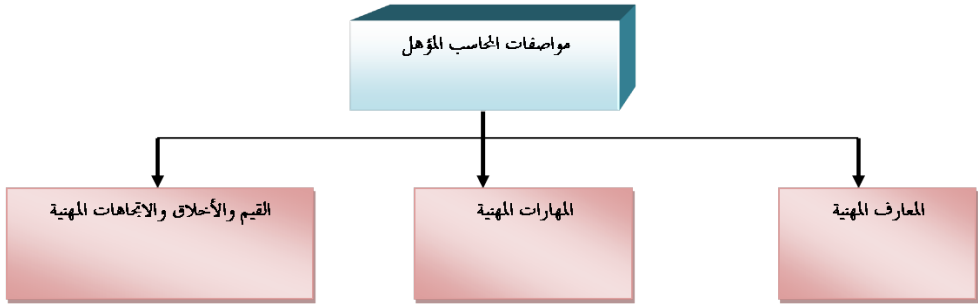 مواصفات المحاسب المؤهل
المعارف المهنية
المهارات المهنية
القيم والأخلاق والاتجاهات المهنية